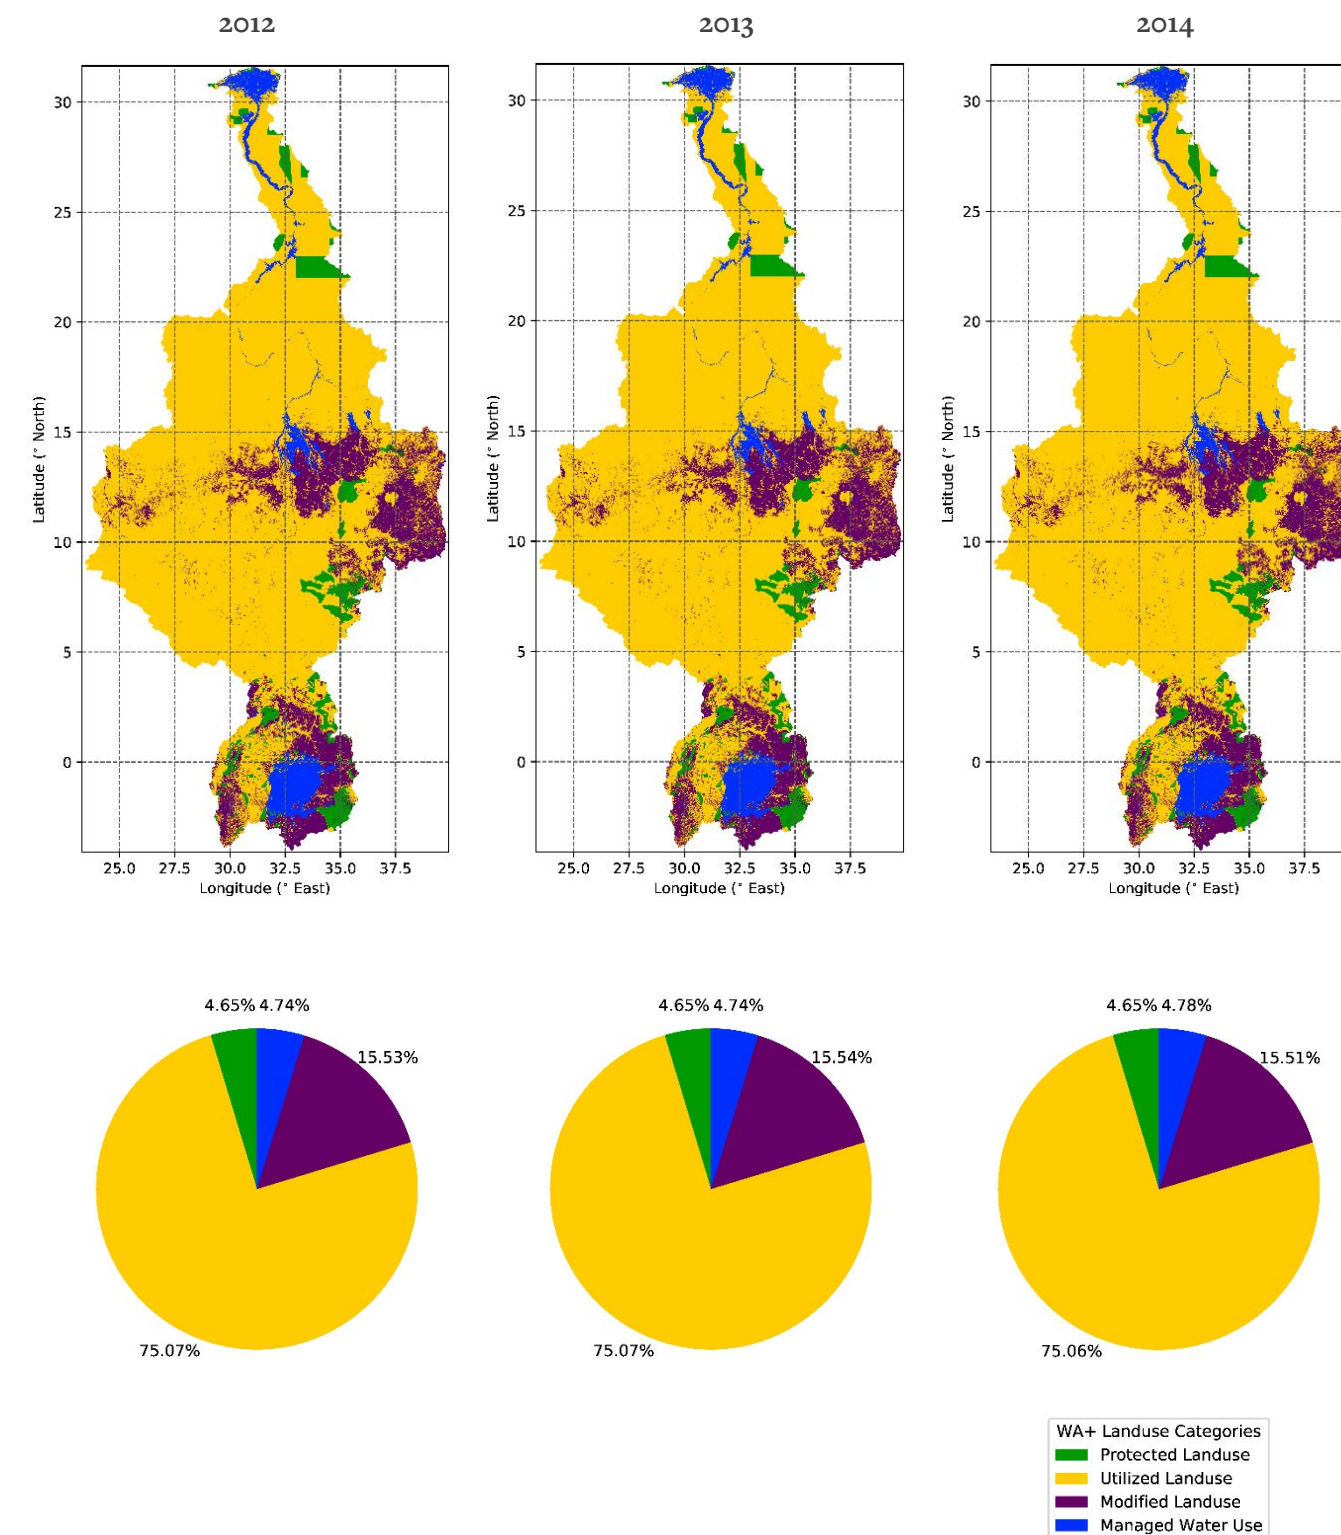 2012 2013 2014
30 30 30
25 25 25
20 20 20
15 15 15
10 10 10
5 5 5
0 0 0
Latitude (° North) Latitude (° North) Latitude (° North)
25.0 27.5 30.0 32.5 35.0 37.5 25.0 27.5 30.0 32.5 35.0 37.5 25.0 27.5 30.0 32.5 35.0 37.5
Longitude (° East) Longitude (° East) Longitude (° East)
4.65% 4.74% 4.65% 4.74% 4.65% 4.78%
15.53% 15.54% 15.51%
75.07% 75.07% 75.06%
WA+ Landuse Categories
Protected Landuse
Utilized Landuse
Modified Landuse
Managed Water Use